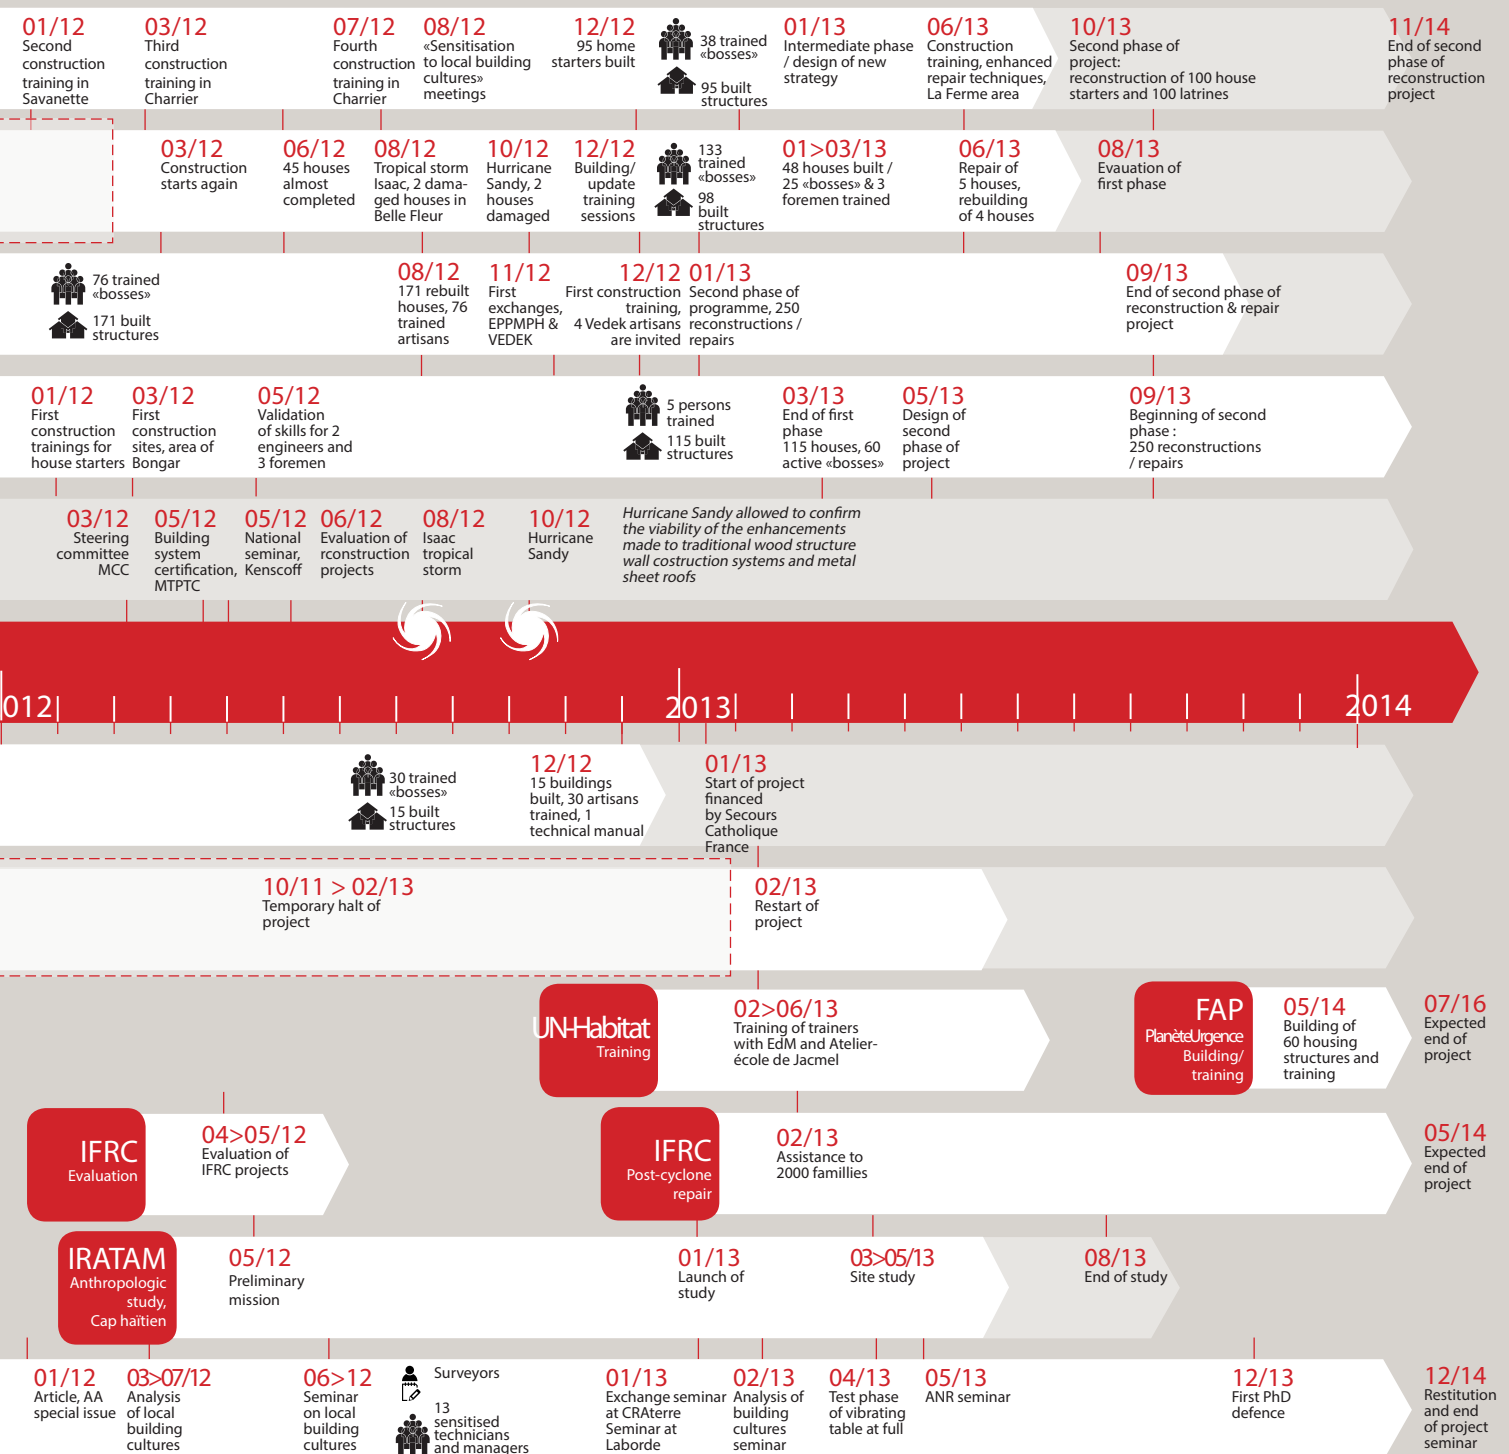 01/12
Second
construction
training in
Savanette
03/12
Third
construction
training in
Charrier
07/12
Fourth
construction
training in
Charrier
08/12
«Sensitisation
to local building
cultures»
meetings
12/12
95 home
starters built
38 trained
«bosses»
95 built
structures
01/13
Intermediate phase
/ design of new
strategy
06/13
Construction
training, enhanced
repair techniques,
La Ferme area
10/13
Second phase of
project:
reconstruction of 100 house
starters and 100 latrines
11/14
End of second
phase of
reconstruction
project
03/12
Construction
starts again
06/12
45 houses
almost
completed
08/12
Tropical storm
Isaac, 2 dama-
ged houses in
Belle Fleur
10/12
Hurricane
Sandy, 2
houses
damaged
12/12
Building/
update
training
sessions
133
trained
«bosses»
98
built
structures
01>03/13
48 houses built /
25 «bosses» & 3
foremen trained
06/13
Repair of
5 houses,
rebuilding
of 4 houses
08/13
Evauation of
first phase
76 trained
«bosses»
171 built
structures
08/12
171 rebuilt
houses, 76
trained
artisans
11/12
First
exchanges,
EPPMPH &
VEDEK
12/12
First construction
training,
4 Vedek artisans
are invited
01/13
Second phase of
programme, 250
reconstructions /
repairs
09/13
End of second phase of
reconstruction & repair
project
01/12
First
construction
trainings for
house starters
03/12
First
construction
sites, area of
Bongar
05/12
Validation
of skills for 2
engineers and
3 foremen
5 persons
trained
115 built
structures
03/13
End of first
phase
115 houses, 60
active «bosses»
05/13
Design of
second
phase of
project
09/13
Beginning of second
phase :
250 reconstructions
/ repairs
03/12
Steering
committee
MCC
05/12
Building
system
certification,
MTPTC
05/12
National
seminar,
Kenscoff
06/12
Evaluation of
rconstruction
projects
08/12
Isaac
tropical
storm
10/12
Hurricane
Sandy
Hurricane Sandy allowed to confirm
the viability of the enhancements
made to traditional wood structure
wall costruction systems and metal
sheet roofs
012
2013
2014
30 trained
«bosses»
15 built
structures
12/12
15 buildings
built, 30 artisans
trained, 1
technical manual
01/13
Start of project
financed
by Secours
Catholique
France
10/11 > 02/13
Temporary halt of
project
02/13
Restart of
project
UN-Habitat
Training
02>06/13
Training of trainers
with EdM and Atelier-
école de Jacmel
FAP
PlanèteUrgence
Building/
training
05/14
Building of
60 housing
structures and
training
07/16
Expected
end of
project
IFRC
Evaluation
04>05/12
Evaluation of
IFRC projects
IFRC
Post-cyclone
repair
02/13
Assistance to
2000 famillies
05/14
Expected
end of
project
IRATAM
Anthropologic
study,
Cap haïtien
05/12
Preliminary
mission
01/13
Launch of
study
03>05/13
Site study
08/13
End of study
01/12
Article, AA
special issue
03>07/12
Analysis
of local
building
cultures
06>12
Seminar
on local
building
cultures
Surveyors
13
sensitised
technicians
and managers
01/13
Exchange seminar
at CRAterre
Seminar at
Laborde
02/13
Analysis of
building
cultures
seminar
04/13
Test phase
of vibrating
table at full
05/13
ANR seminar
12/13
First PhD
defence
12/14
Restitution
and end
of project
seminar